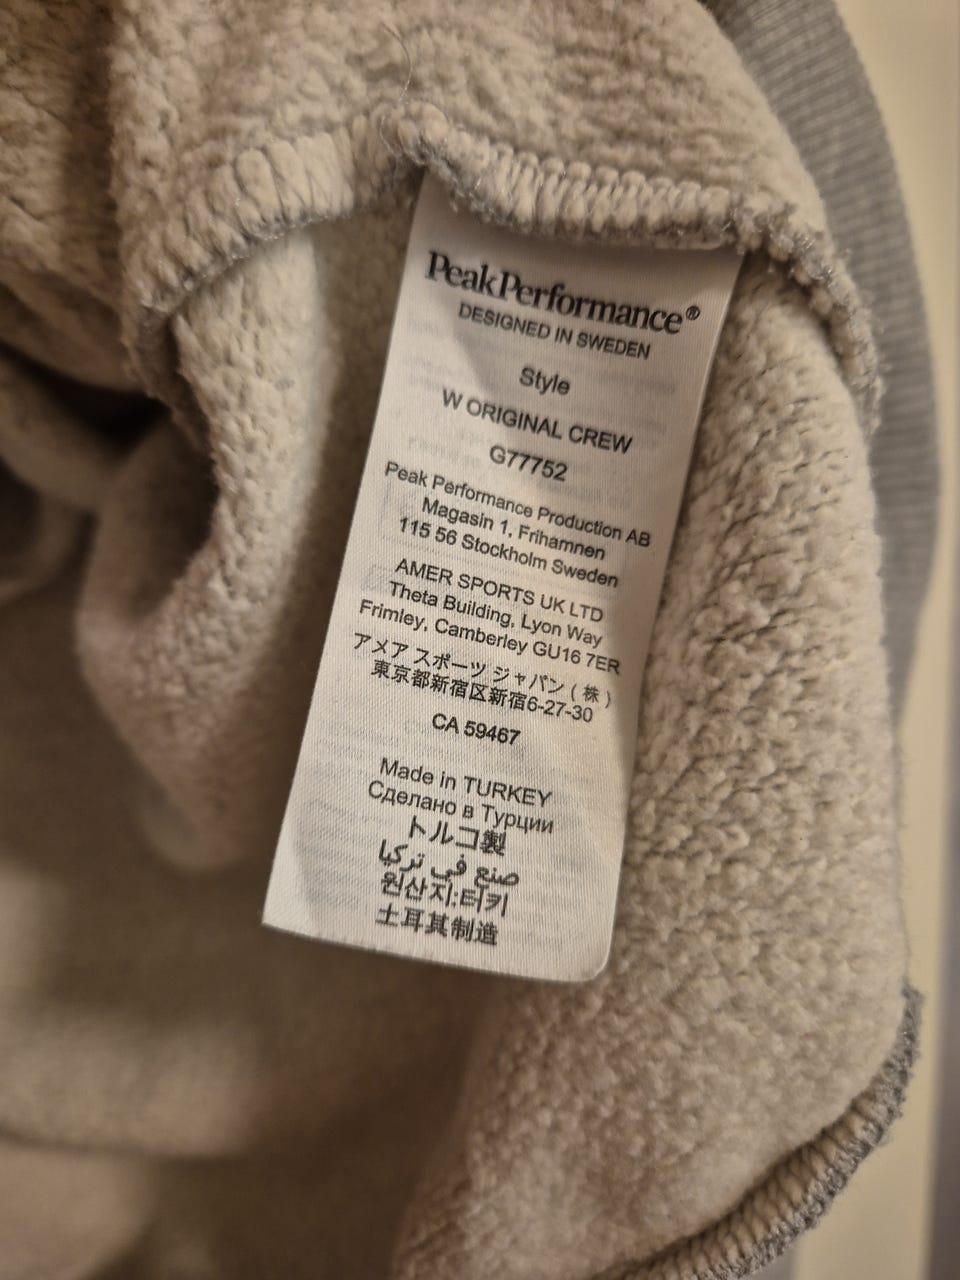 PeakPerformance®
DESIGNED IN SWEDEN
Style
W ORIGINAL CREW
G77752
Peak Performance Production AB
Magasin 1, Frihamnen
115 56 Stockholm Sweden
AMER SPORTS UK LTD
Theta Building, Lyon Way
Frimley, Camberley GU16 7ER
アメア スポーツ ジャパン ( 株 )
東京都新宿区新宿6-27-30
CA 59467
Made in TURKEY
Сделано в Турции
トルコ製
صنع في تركيا
원산지:터키
土耳其制造